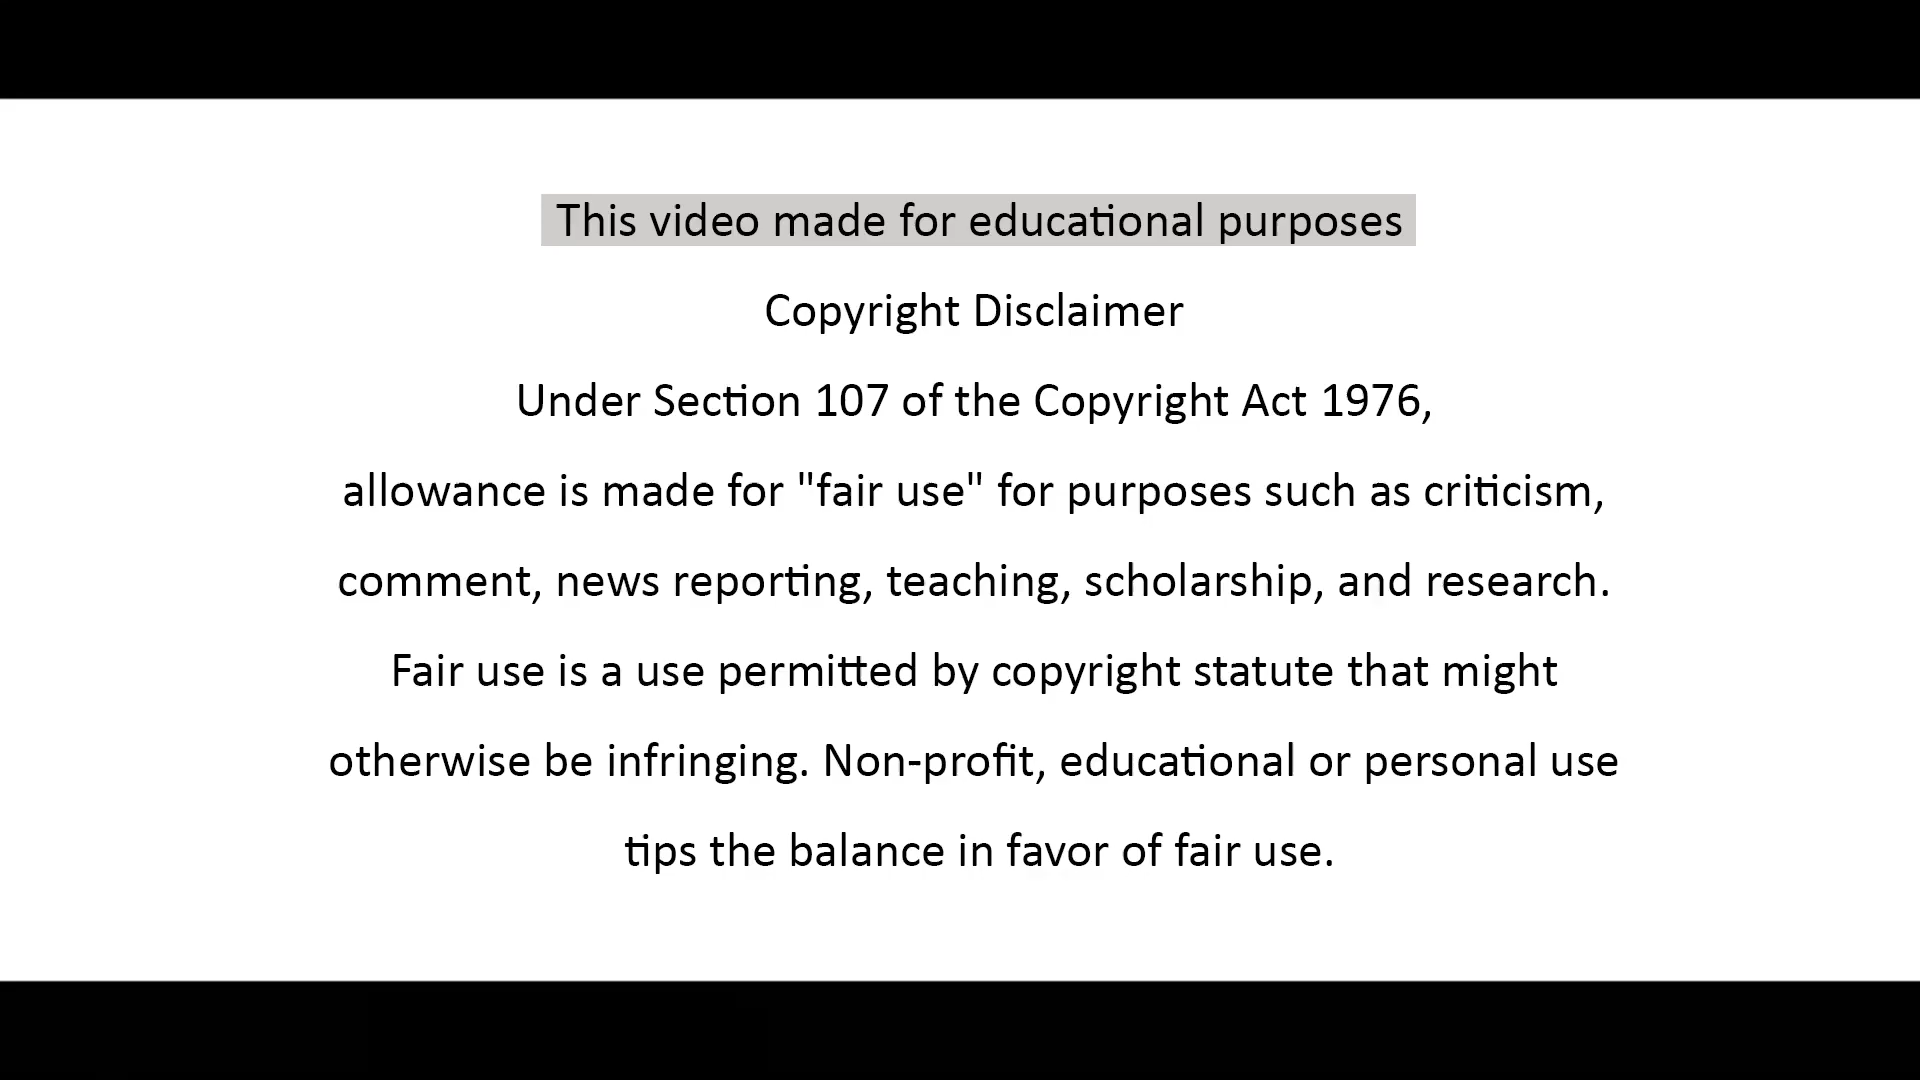 This video made for educational purposes
Copyright Disclaimer
Under Section 107 of the Copyright Act 1976,
allowance is made for "fair use" for purposes such as criticism,
comment, news reporting, teaching, scholarship, and research.
Fair use is a use permitted by copyright statute that might
otherwise be infringing. Non-profit, educational or personal use
tips the balance in favor of fair use.